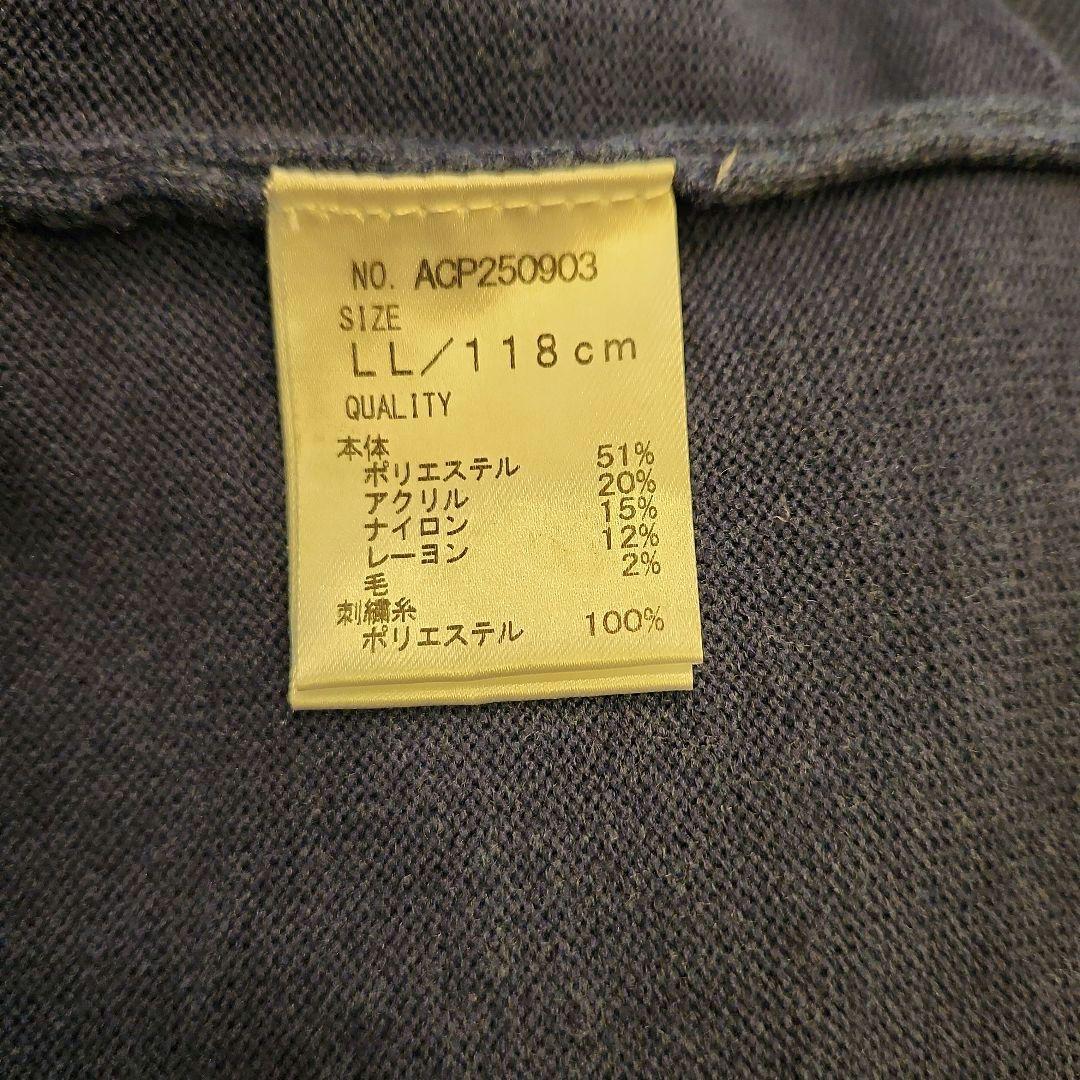 NO. ACP250903
SIZE
LL/118cm
QUALITY
本体
ポリエステル 51%
アクリル 20%
ナイロン 15%
レーヨン 12%
毛 2%
刺繍糸
ポリエステル 100%